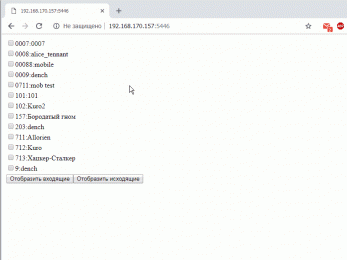 192.168.170.157:5446
Не защищено | 192.168.170.157:5446
0007:0007
0008:alice_tennant
00088:mobile
0009:dench
0711:mob test
101:101
102:Kuro2
157:Бородатый гном
203:dench
711:Allorien
712:Kuro
713:Хацкер-Сталкер
9:dench
Отобразить входящие Отобразить исходящие